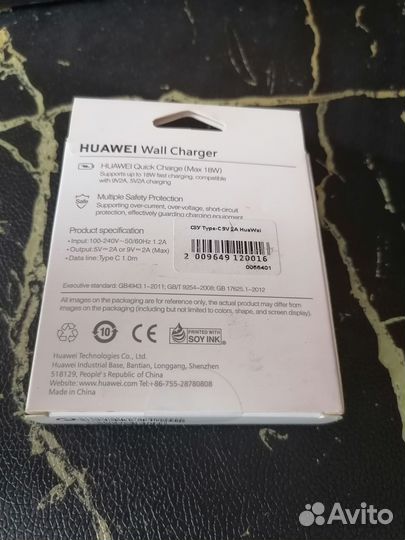 HUAWEI Wall Charger
HUAWEI Quick Charge (Max 18W)
Supports up to 18W fast charging, compatible
with 9V2A, 5V2A charging
Safe
Multiple Safety Protection
Supporting over-current, over-voltage, short-circuit
protection, effectively guarding charging equipment
Product specification
• Input: 100-240V~50/60Hz 1.2A
• Output: 5V⎓2A or 9V⎓2A (Max)
• Data line: Type C 1.0m
СЗУ Type-C 9V 2A HuaWei
2 009649 120016
0066401
Executive standard: GB4943.1-2011; GB/T 9254-2008; GB 17625.1-2012
All images on the packaging are for reference only, the actual product may differ from images on the packaging
(including but not limited to colors, shape, and screen display).
10
PRINTED WITH
SOY INK
Huawei Technologies Co., Ltd.
Huawei Industrial Base, Bantian, Longgang, Shenzhen
518129, People's Republic of China
Website: www.huawei.com Tel:+86-755-28780808
Made in China
Avito